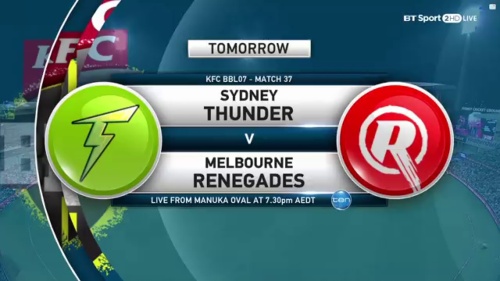 BT Sport 2HD LIVE
KFC
TOMORROW
KFC BBL07 - MATCH 37
SYDNEY
THUNDER
V
MELBOURNE
RENEGADES
LIVE FROM MANUKA OVAL AT 7.30pm AEDT
ten
R